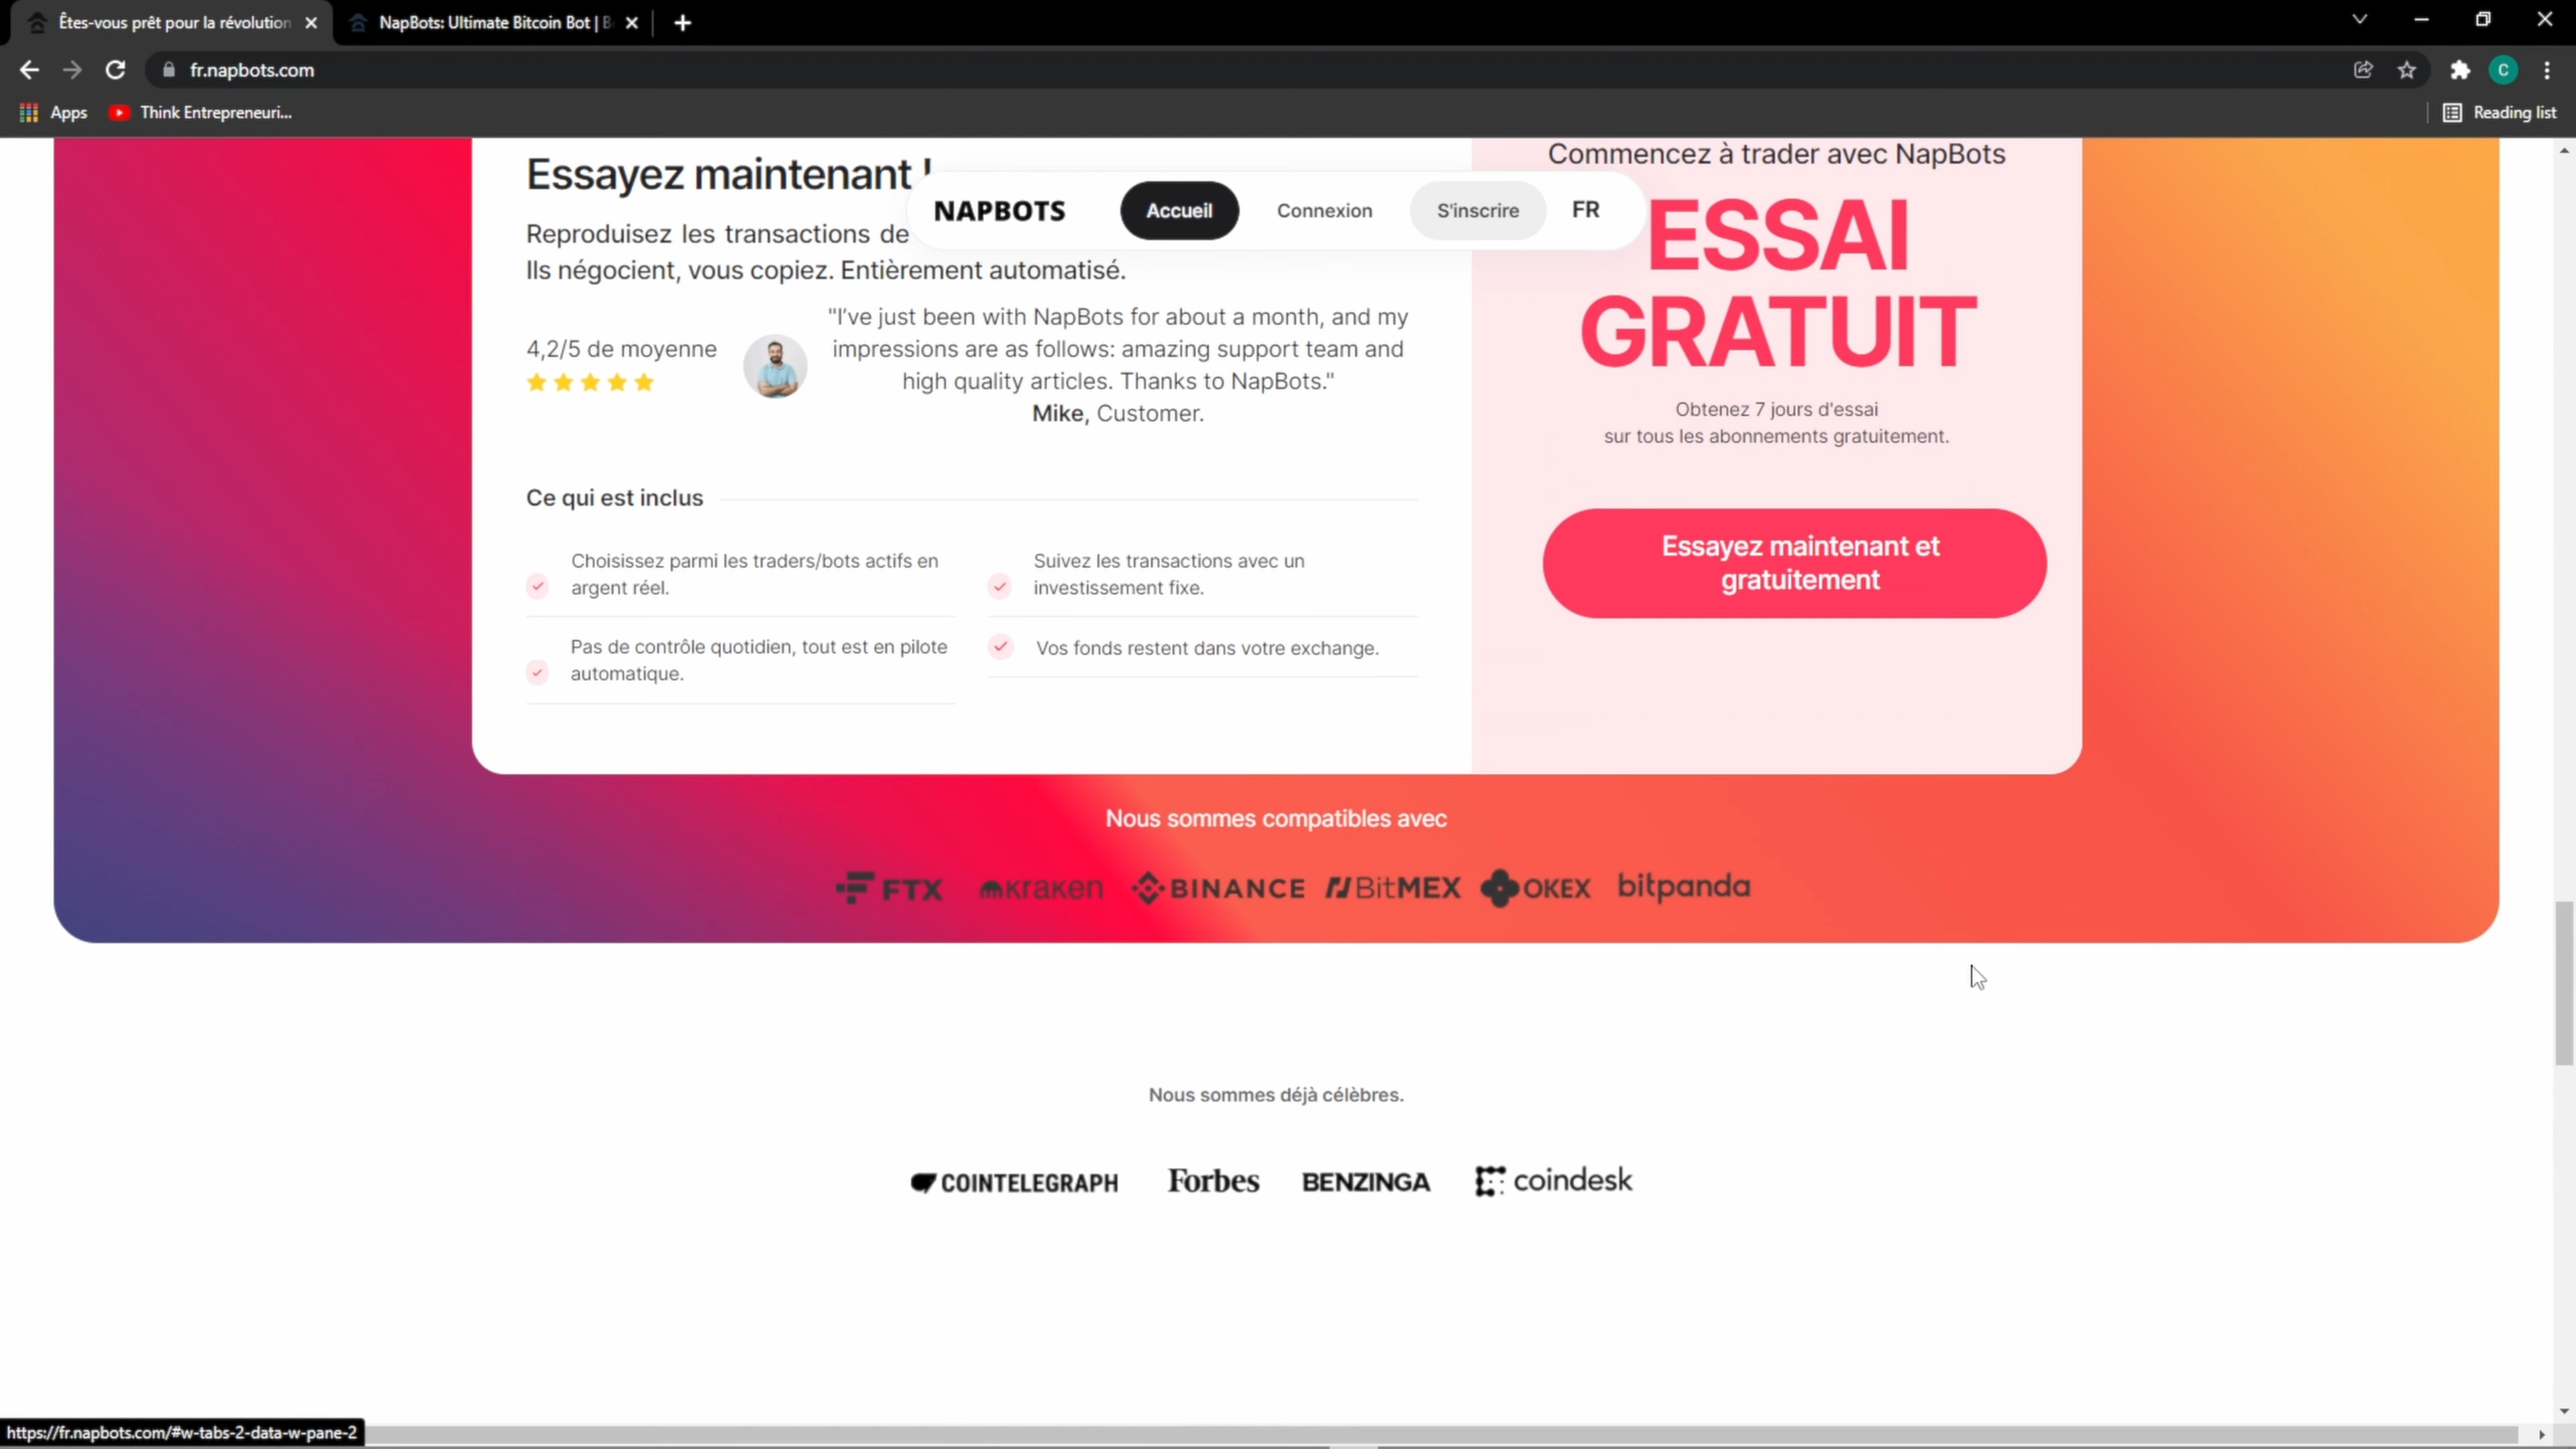 Êtes-vous prêt pour la révolution
NapBots: Ultimate Bitcoin Bot | B
fr.napbots.com
C
Apps
Think Entrepreneuri...
Reading list
NAPBOTS
Accueil
Connexion
S'inscrire
FR
Essayez maintenant !
Reproduisez les transactions de
Ils négocient, vous copiez. Entièrement automatisé.
4,2/5 de moyenne
"I've just been with NapBots for about a month, and my
impressions are as follows: amazing support team and
high quality articles. Thanks to NapBots."
Mike, Customer.
Ce qui est inclus
Choisissez parmi les traders/bots actifs en
argent réel.
Suivez les transactions avec un
investissement fixe.
Pas de contrôle quotidien, tout est en pilote
automatique.
Vos fonds restent dans votre exchange.
Commencez à trader avec NapBots
ESSAI
GRATUIT
Obtenez 7 jours d'essai
sur tous les abonnements gratuitement.
Essayez maintenant et
gratuitement
Nous sommes compatibles avec
FTX
kraken
BINANCE
BitMEX
OKEX
bitpanda
Nous sommes déjà célèbres.
COINTELEGRAPH
Forbes
BENZINGA
coindesk
https://fr.napbots.com/#w-tabs-2-data-w-pane-2